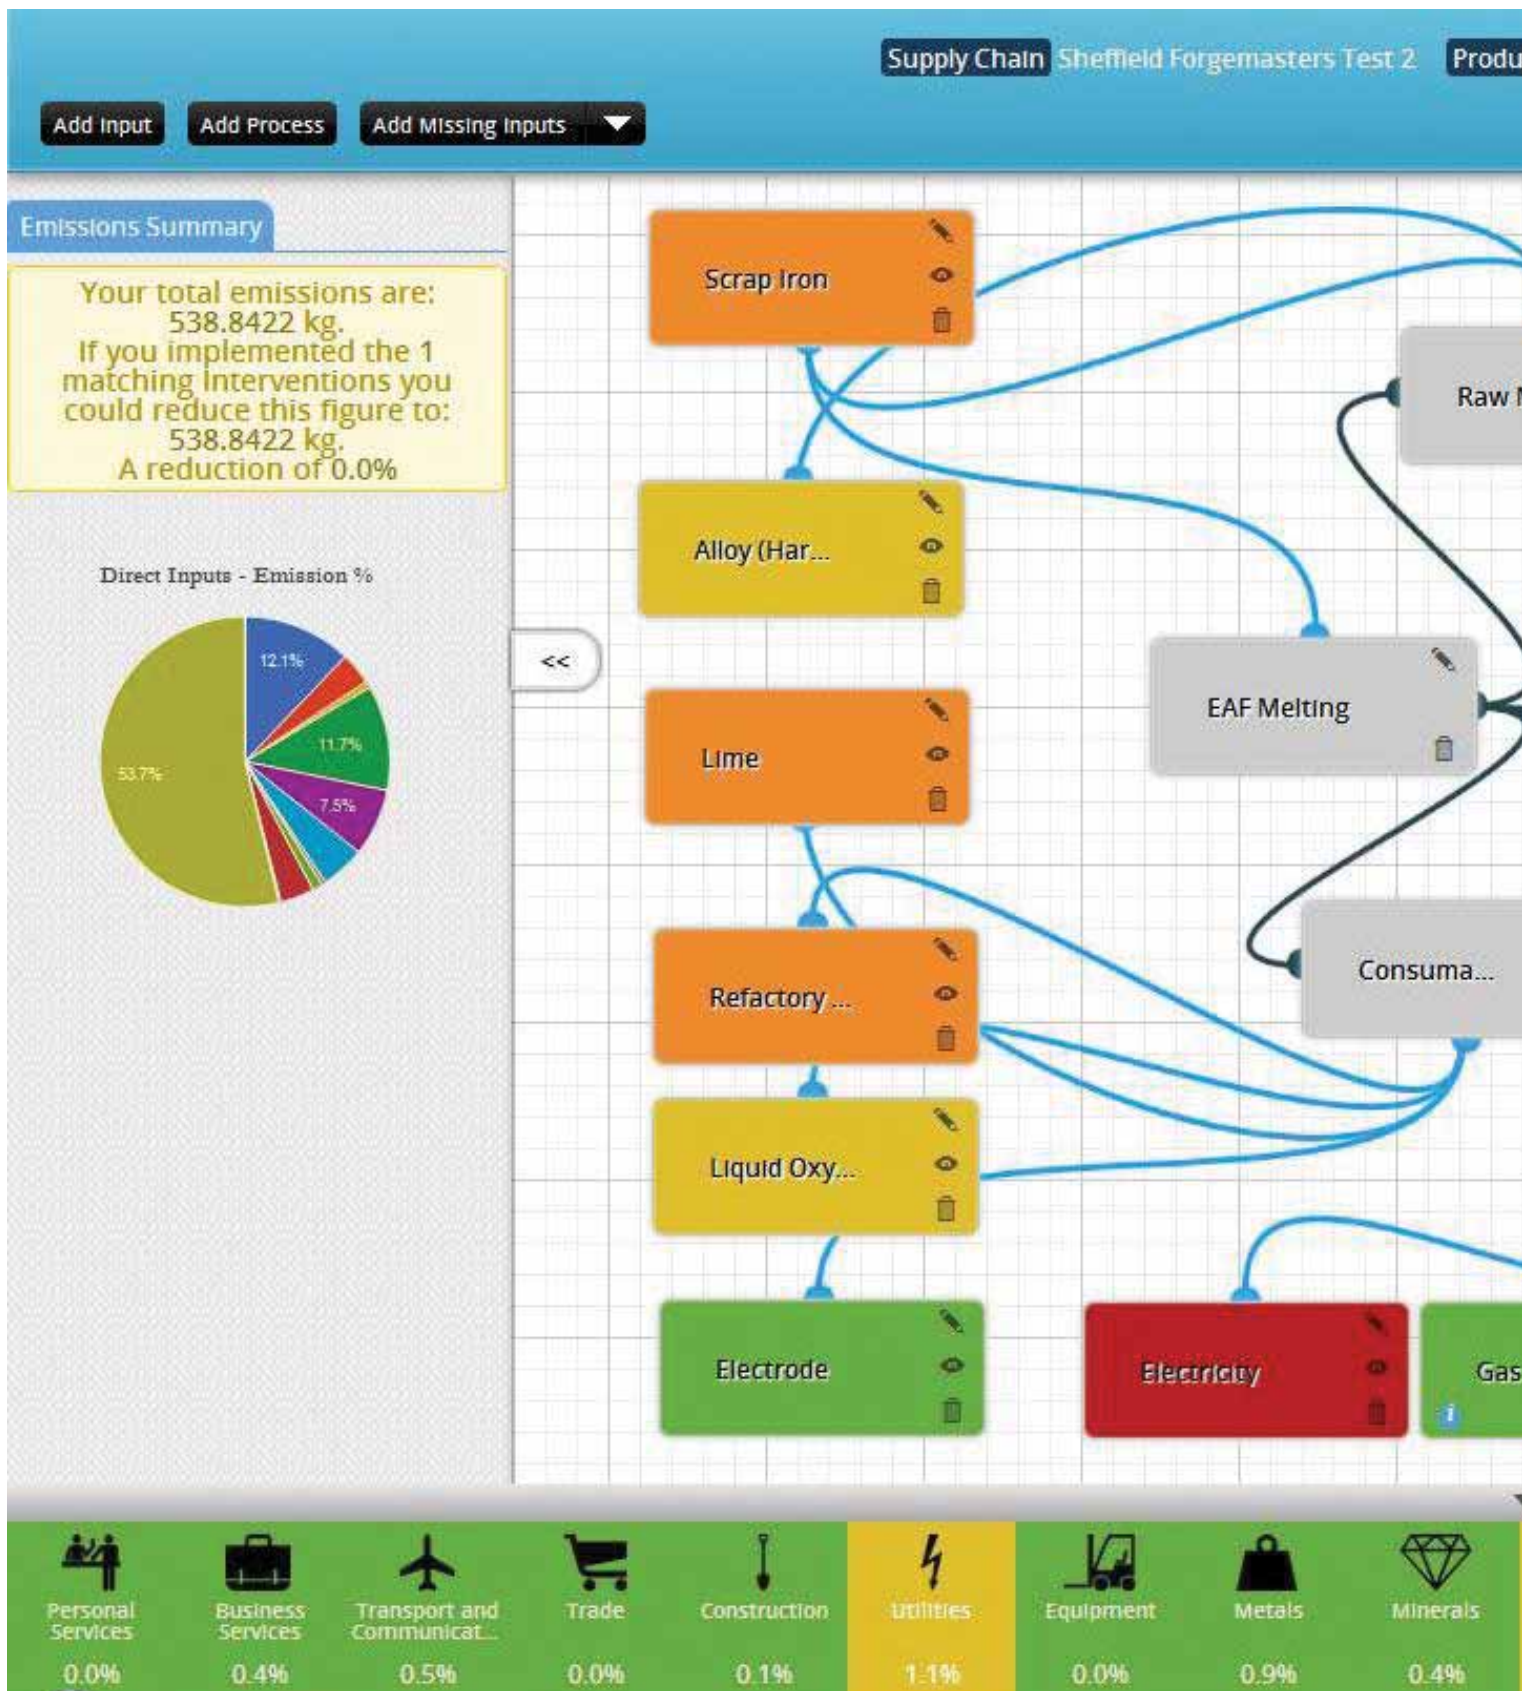 Supply Chain Sheffield Forgemasters Test 2 Produ
Add Input Add Process Add Missing Inputs
Emissions Summary
Your total emissions are:
538.8422 kg.
If you implemented the 1
matching interventions you
could reduce this figure to:
538.8422 kg.
A reduction of 0.0%
Direct Inputs - Emission %
12.1%
11.7%
7.5%
53.7%
<<
Scrap Iron
Raw M
Alloy (Har...
EAF Melting
Lime
Consuma...
Refactory ...
Liquid Oxy...
Electrode
Electricity
Gas
i
Personal
Services
0.0%
Business
Services
0.4%
Transport and
Communicat...
0.5%
Trade
0.0%
Construction
0.1%
Utilities
1.1%
Equipment
0.0%
Metals
0.9%
Minerals
0.4%